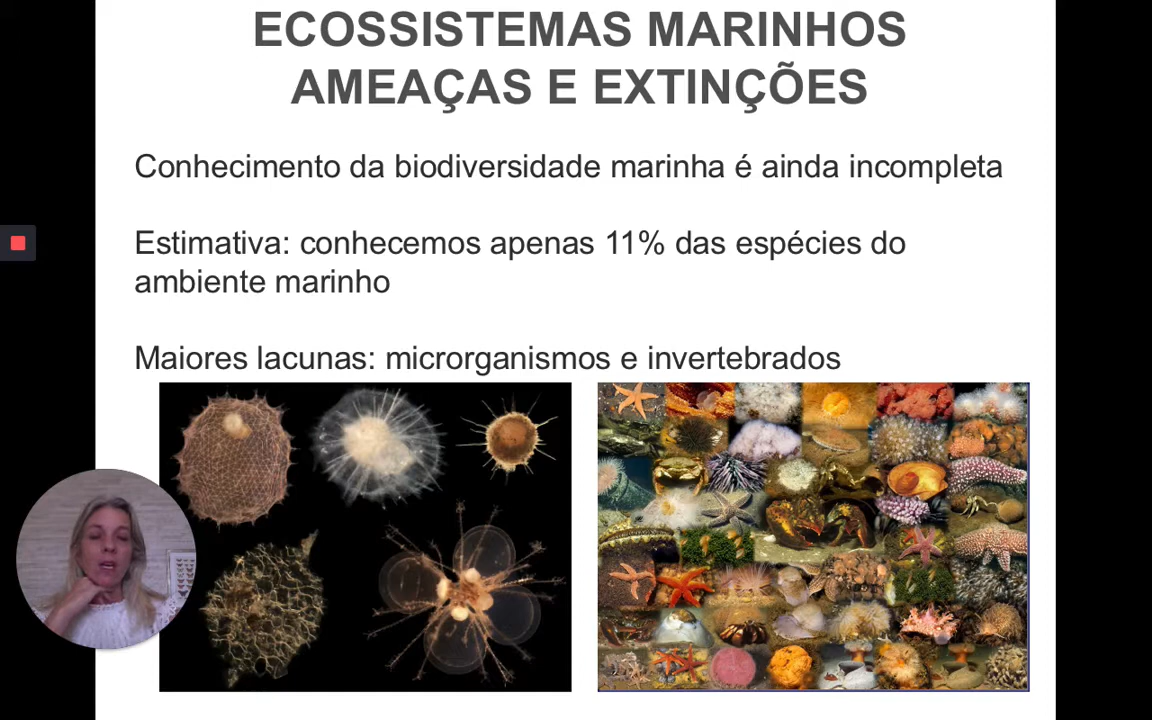 ECOSSISTEMAS MARINHOS
AMEAÇAS E EXTINÇÕES
Conhecimento da biodiversidade marinha é ainda incompleta
Estimativa: conhecemos apenas 11% das espécies do
ambiente marinho
Maiores lacunas: microrganismos e invertebrados